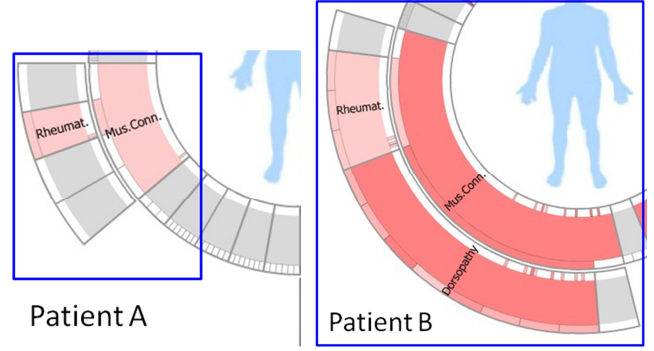 Rheumat.
Mus.Conn.
Patient A
Rheumat.
Mus.Conn.
Dorsopathy
Patient B